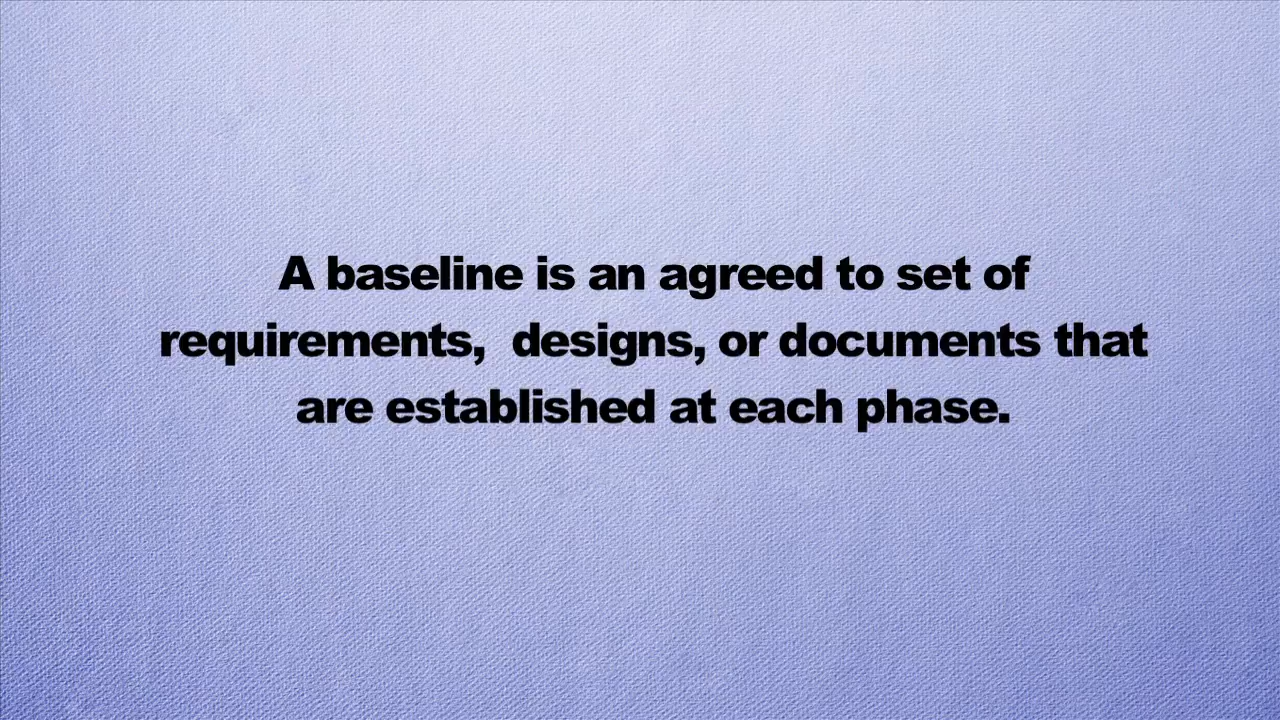 A baseline is an agreed to set of
requirements,  designs, or documents that
are established at each phase.